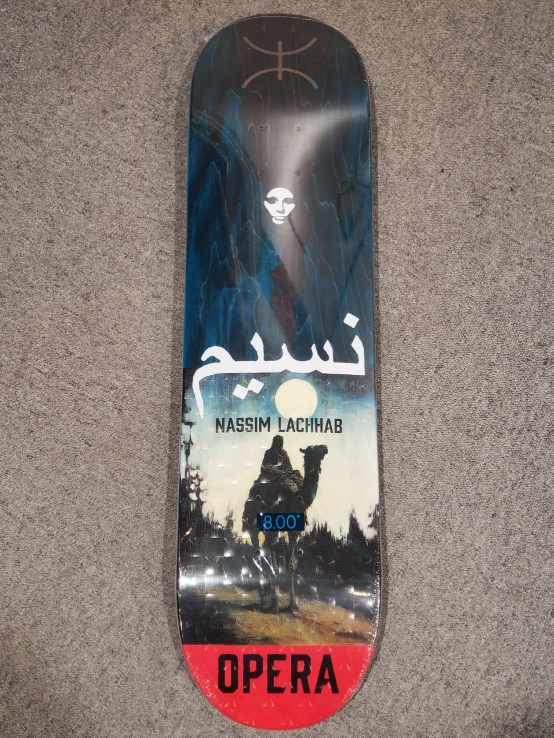 نسيم
NASSIM LACHHAB
8.00"
OPERA